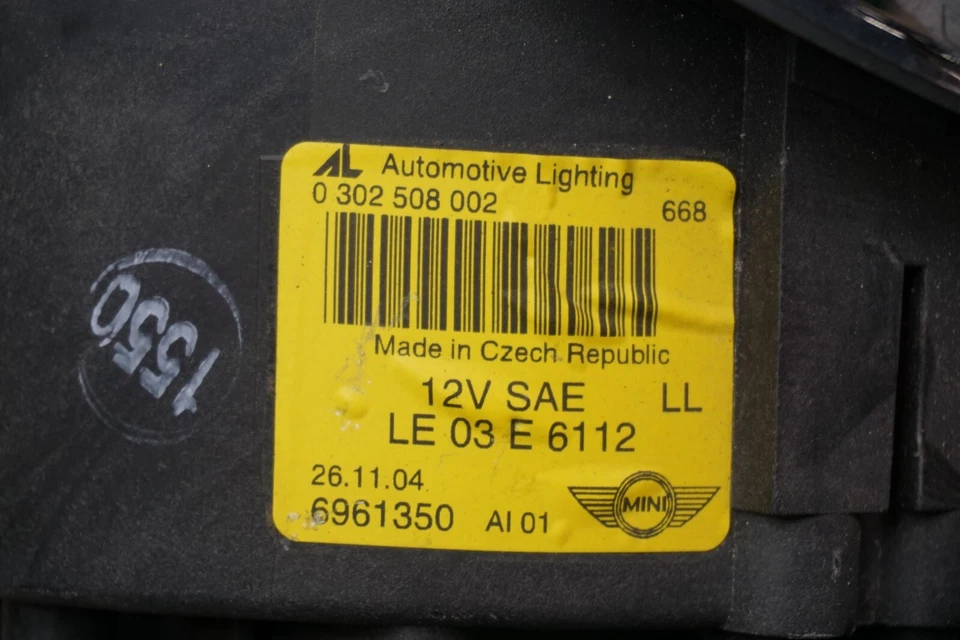 AL Automotive Lighting
0 302 508 002 668
Made in Czech Republic
12V SAE LL
LE 03 E 6112
26.11.04
6961350 AI 01
MINI
1550